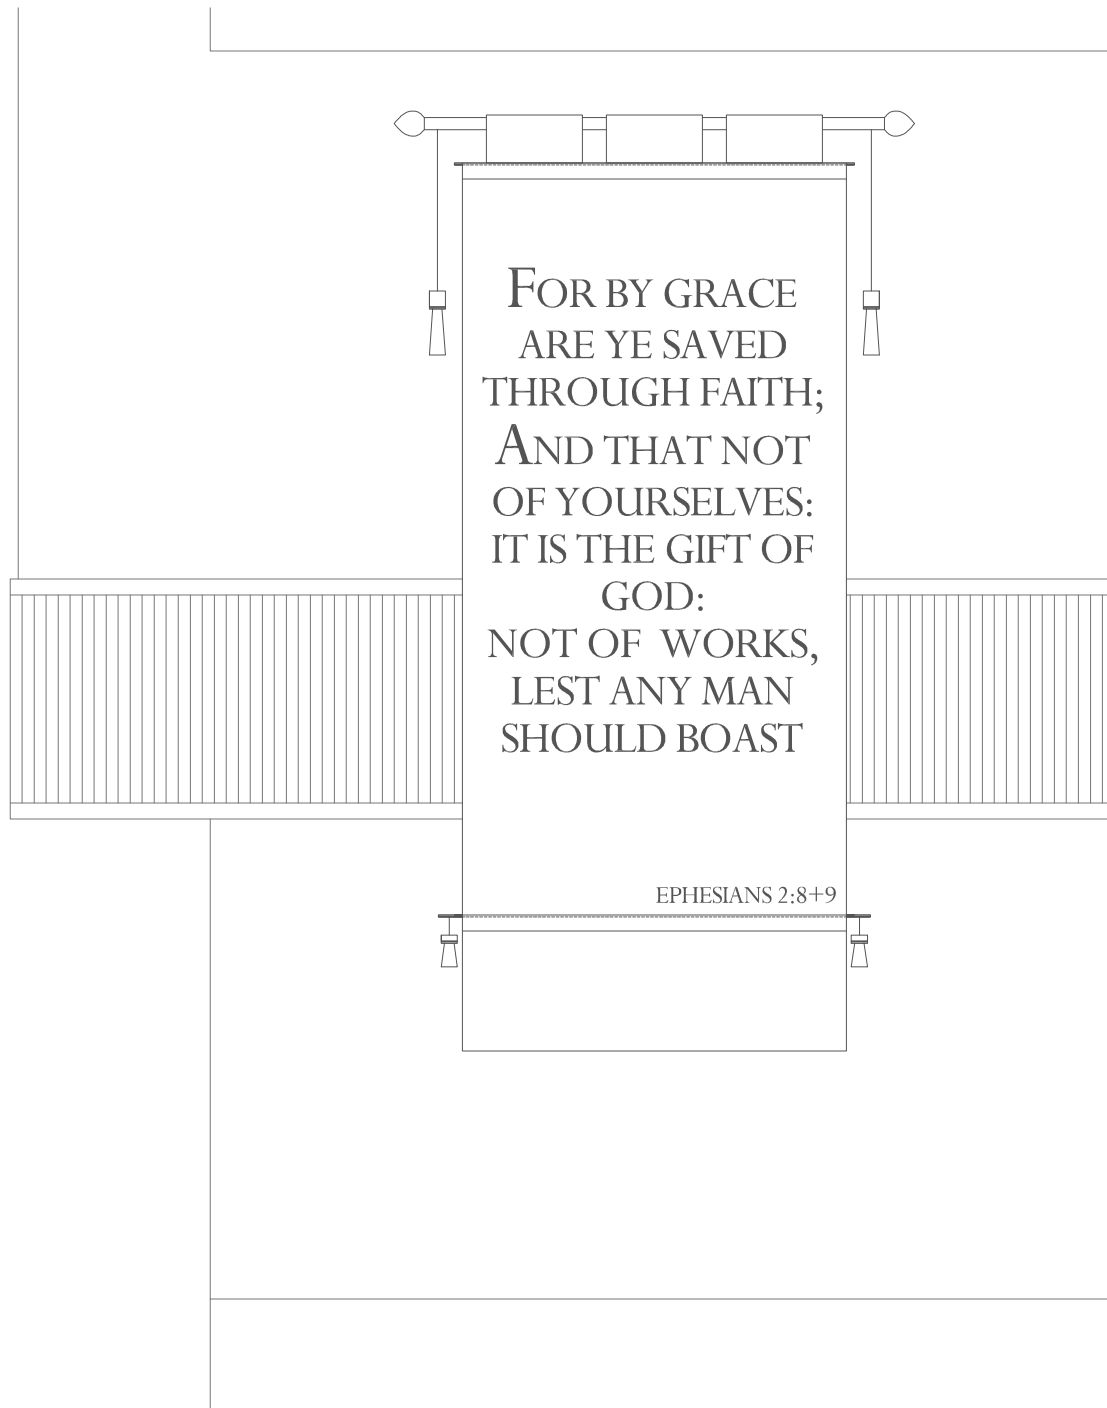 FOR BY GRACE
ARE YE SAVED
THROUGH FAITH;
AND THAT NOT
OF YOURSELVES:
IT IS THE GIFT OF
GOD:
NOT OF WORKS,
LEST ANY MAN
SHOULD BOAST
EPHESIANS 2:8+9